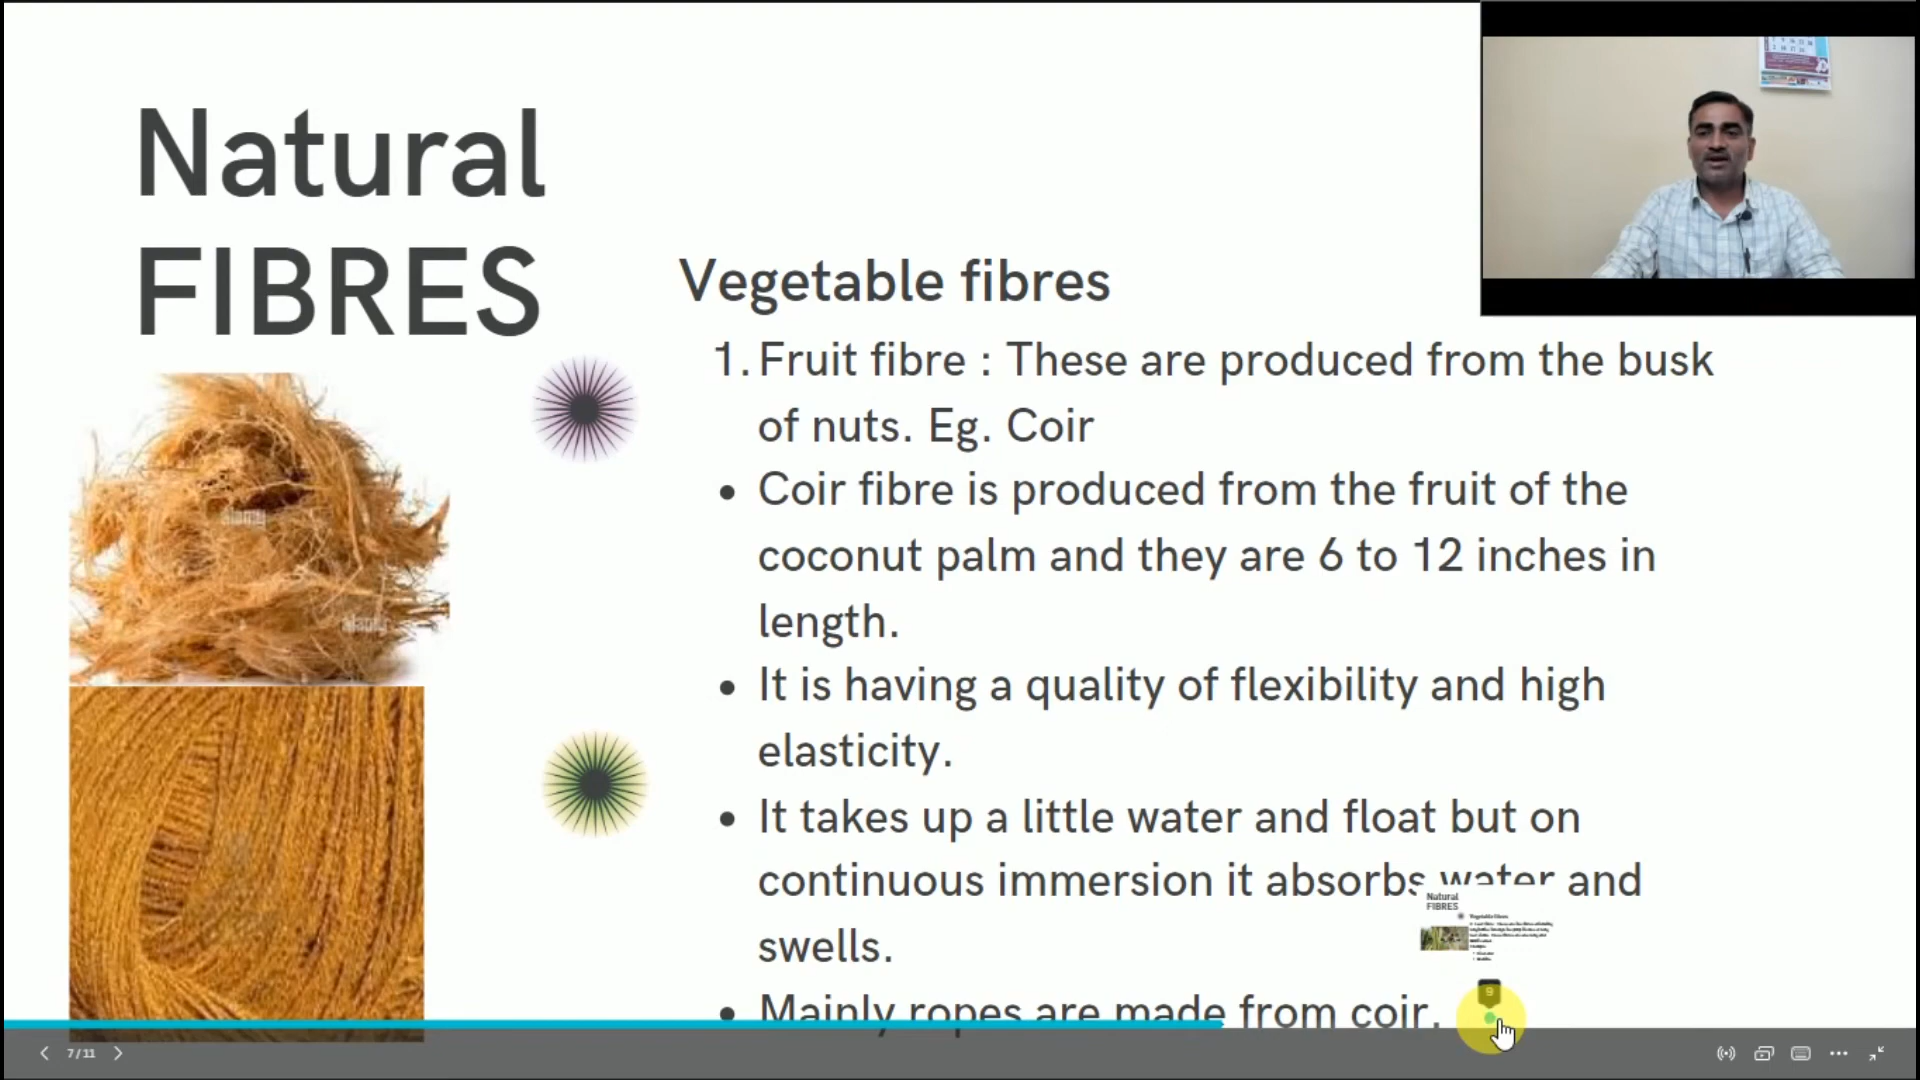 Natural
FIBRES
Vegetable fibres
1. Fruit fibre : These are produced from the busk
of nuts. Eg. Coir
• Coir fibre is produced from the fruit of the
coconut palm and they are 6 to 12 inches in
length.
• It is having a quality of flexibility and high
elasticity.
• It takes up a little water and float but on
continuous immersion it absorbs water and
swells.
• Mainly ropes are made from coir.
Natural
FIBRES
Vegetable fibres
9
7/11